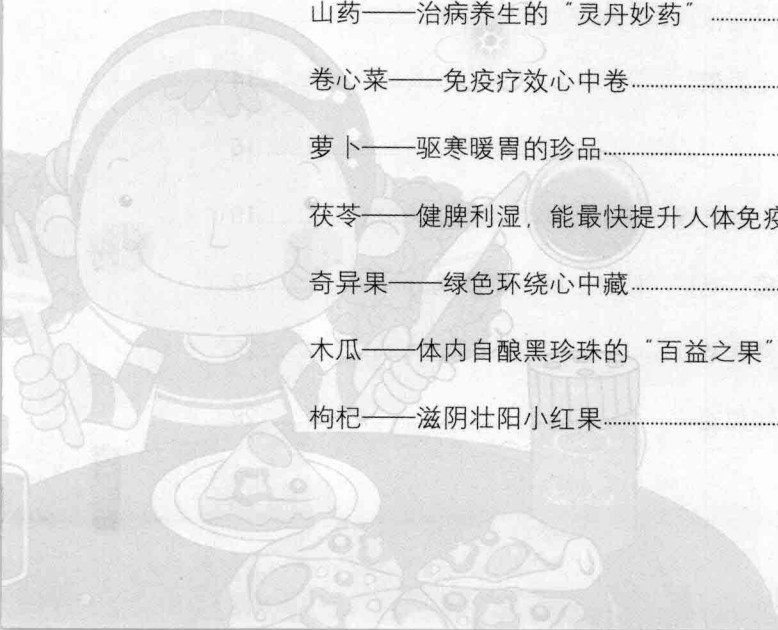 山药——治病养生的“灵丹妙药”
卷心菜——免疫疗效心中卷
萝卜——驱寒暖胃的珍品
茯苓——健脾利湿，能最快提升人体免疫
奇异果——绿色环绕心中藏
木瓜——体内自酿黑珍珠的“百益之果”
枸杞——滋阴壮阳小红果